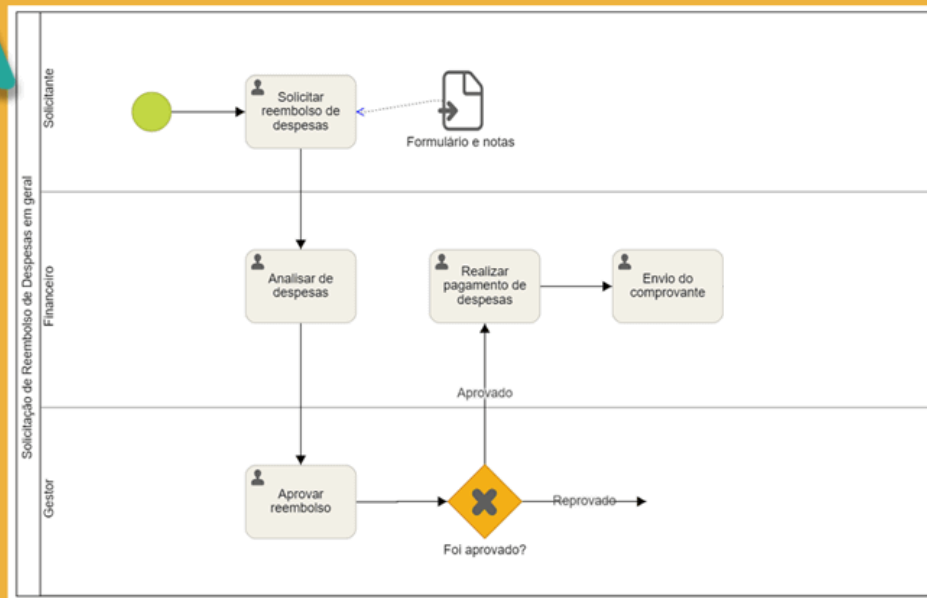 Solicitação de Reembolso de Despesas em geral
Solicitante
Solicitar
reembolso de
despesas
Formulário e notas
Financeiro
Analisar de
despesas
Realizar
pagamento de
despesas
Envio do
comprovante
Aprovado
Gestor
Aprovar
reembolso
Foi aprovado?
Reprovado